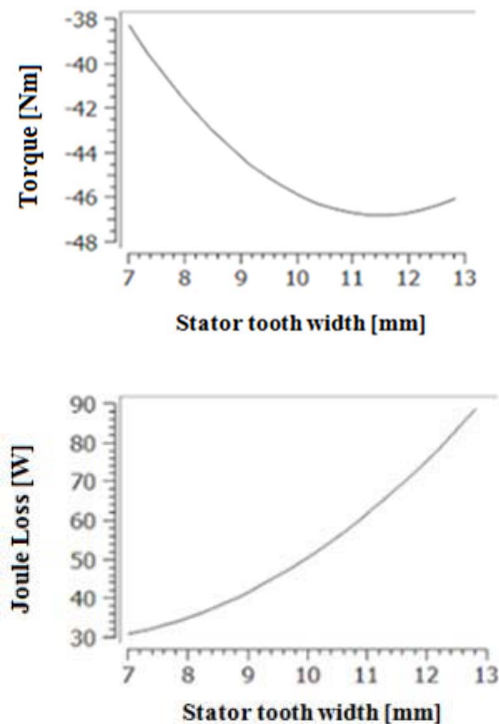 Torque [Nm]
-38
-40
-42
-44
-46
-48
7 8 9 10 11 12 13
Stator tooth width [mm]
Joule Loss [W]
90
80
70
60
50
40
30
7 8 9 10 11 12 13
Stator tooth width [mm]